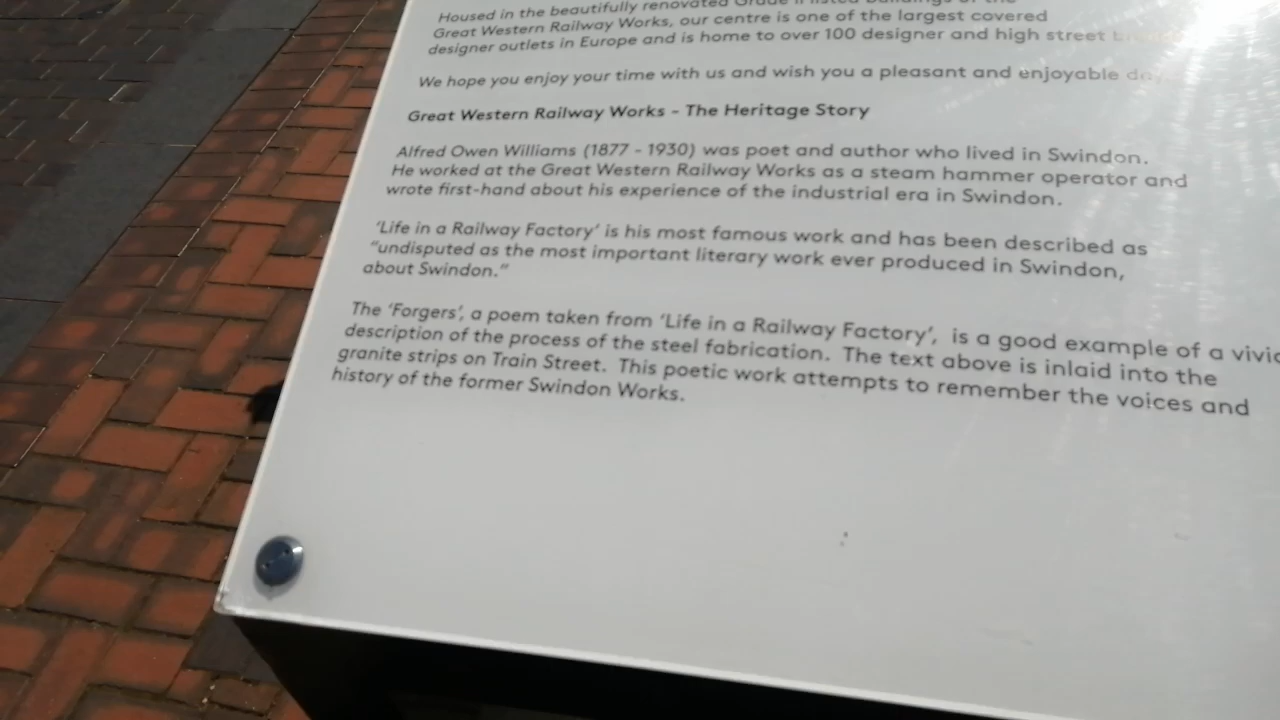 Housed in the beautifully renovated Grade II listed buildings of the
Great Western Railway Works, our centre is one of the largest covered
designer outlets in Europe and is home to over 100 designer and high street
We hope you enjoy your time with us and wish you a pleasant and enjoyable
Great Western Railway Works - The Heritage Story
Alfred Owen Williams (1877 - 1930) was poet and author who lived in Swindon.
He worked at the Great Western Railway Works as a steam hammer operator and
wrote first-hand about his experience of the industrial era in Swindon.
'Life in a Railway Factory' is his most famous work and has been described as
"undisputed as the most important literary work ever produced in Swindon,
about Swindon."
The 'Forgers', a poem taken from 'Life in a Railway Factory', is a good example of a vivid
description of the process of the steel fabrication. The text above is inlaid into the
granite strips on Train Street. This poetic work attempts to remember the voices and
history of the former Swindon Works.